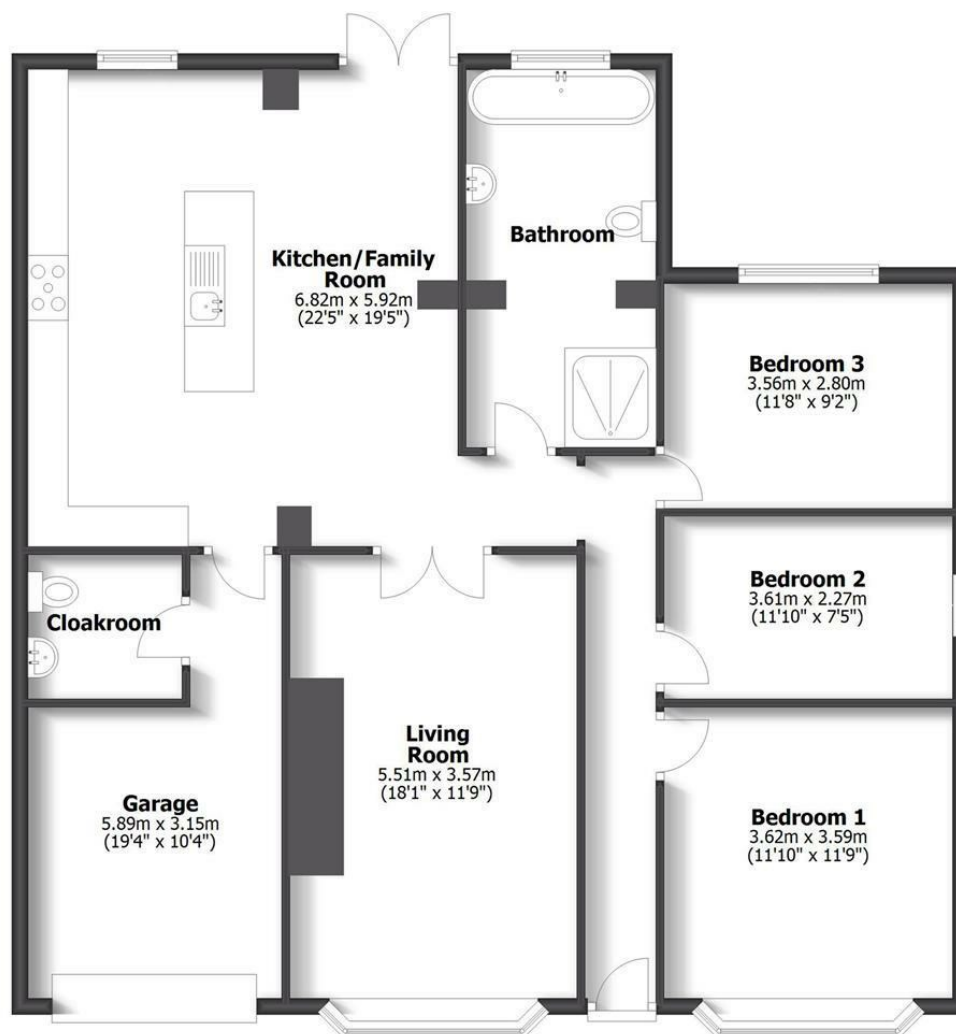 Kitchen/Family
Room
6.82m x 5.92m
(22'5" x 19'5")
Bathroom
Bedroom 3
3.56m x 2.80m
(11'8" x 9'2")
Bedroom 2
3.61m x 2.27m
(11'10" x 7'5")
Cloakroom
Living
Room
5.51m x 3.57m
(18'1" x 11'9")
Garage
5.89m x 3.15m
(19'4" x 10'4")
Bedroom 1
3.62m x 3.59m
(11'10" x 11'9")